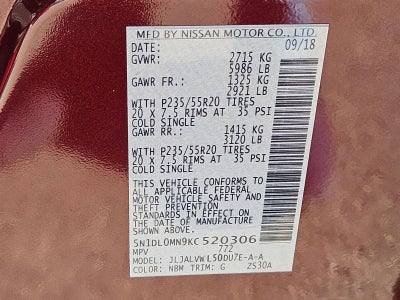 MFD BY NISSAN MOTOR CO., LTD.
DATE: 09/18
GVWR: 2715 KG
5986 LB
GAWR FR.: 1325 KG
2921 LB
WITH P235/55R20 TIRES
20 x 7.5 RIMS AT 35 PSI
COLD SINGLE
GAWR RR.: 1415 KG
3120 LB
WITH P235/55R20 TIRES
20 x 7.5 RIMS AT 35 PSI
COLD SINGLE
THIS VEHICLE CONFORMS TO
ALL APPLICABLE FEDERAL
MOTOR VEHICLE SAFETY AND
THEFT PREVENTION
STANDARDS IN EFFECT ON
THE DATE OF MANUFACTURE
SHOWN ABOVE.
5N1DL0MN9KC520306
MPV 772
MODEL: JLJALVWL50DU7E-A-A
COLOR: NBM TRIM: G ZS30A